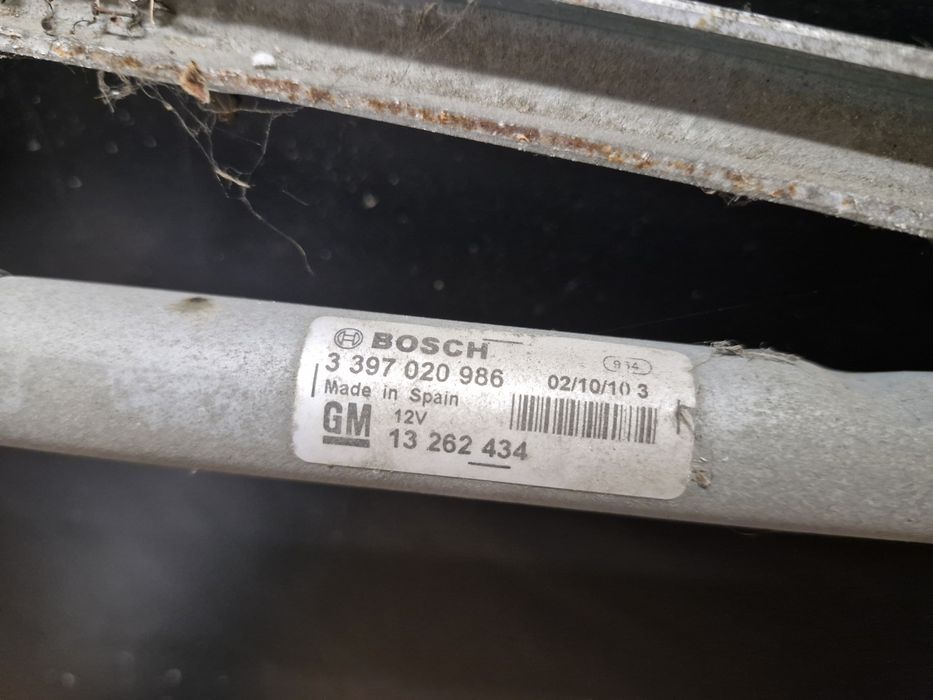 BOSCH
3 397 020 986
02/10/10 3
Made in Spain
GM
12V
13 262 434